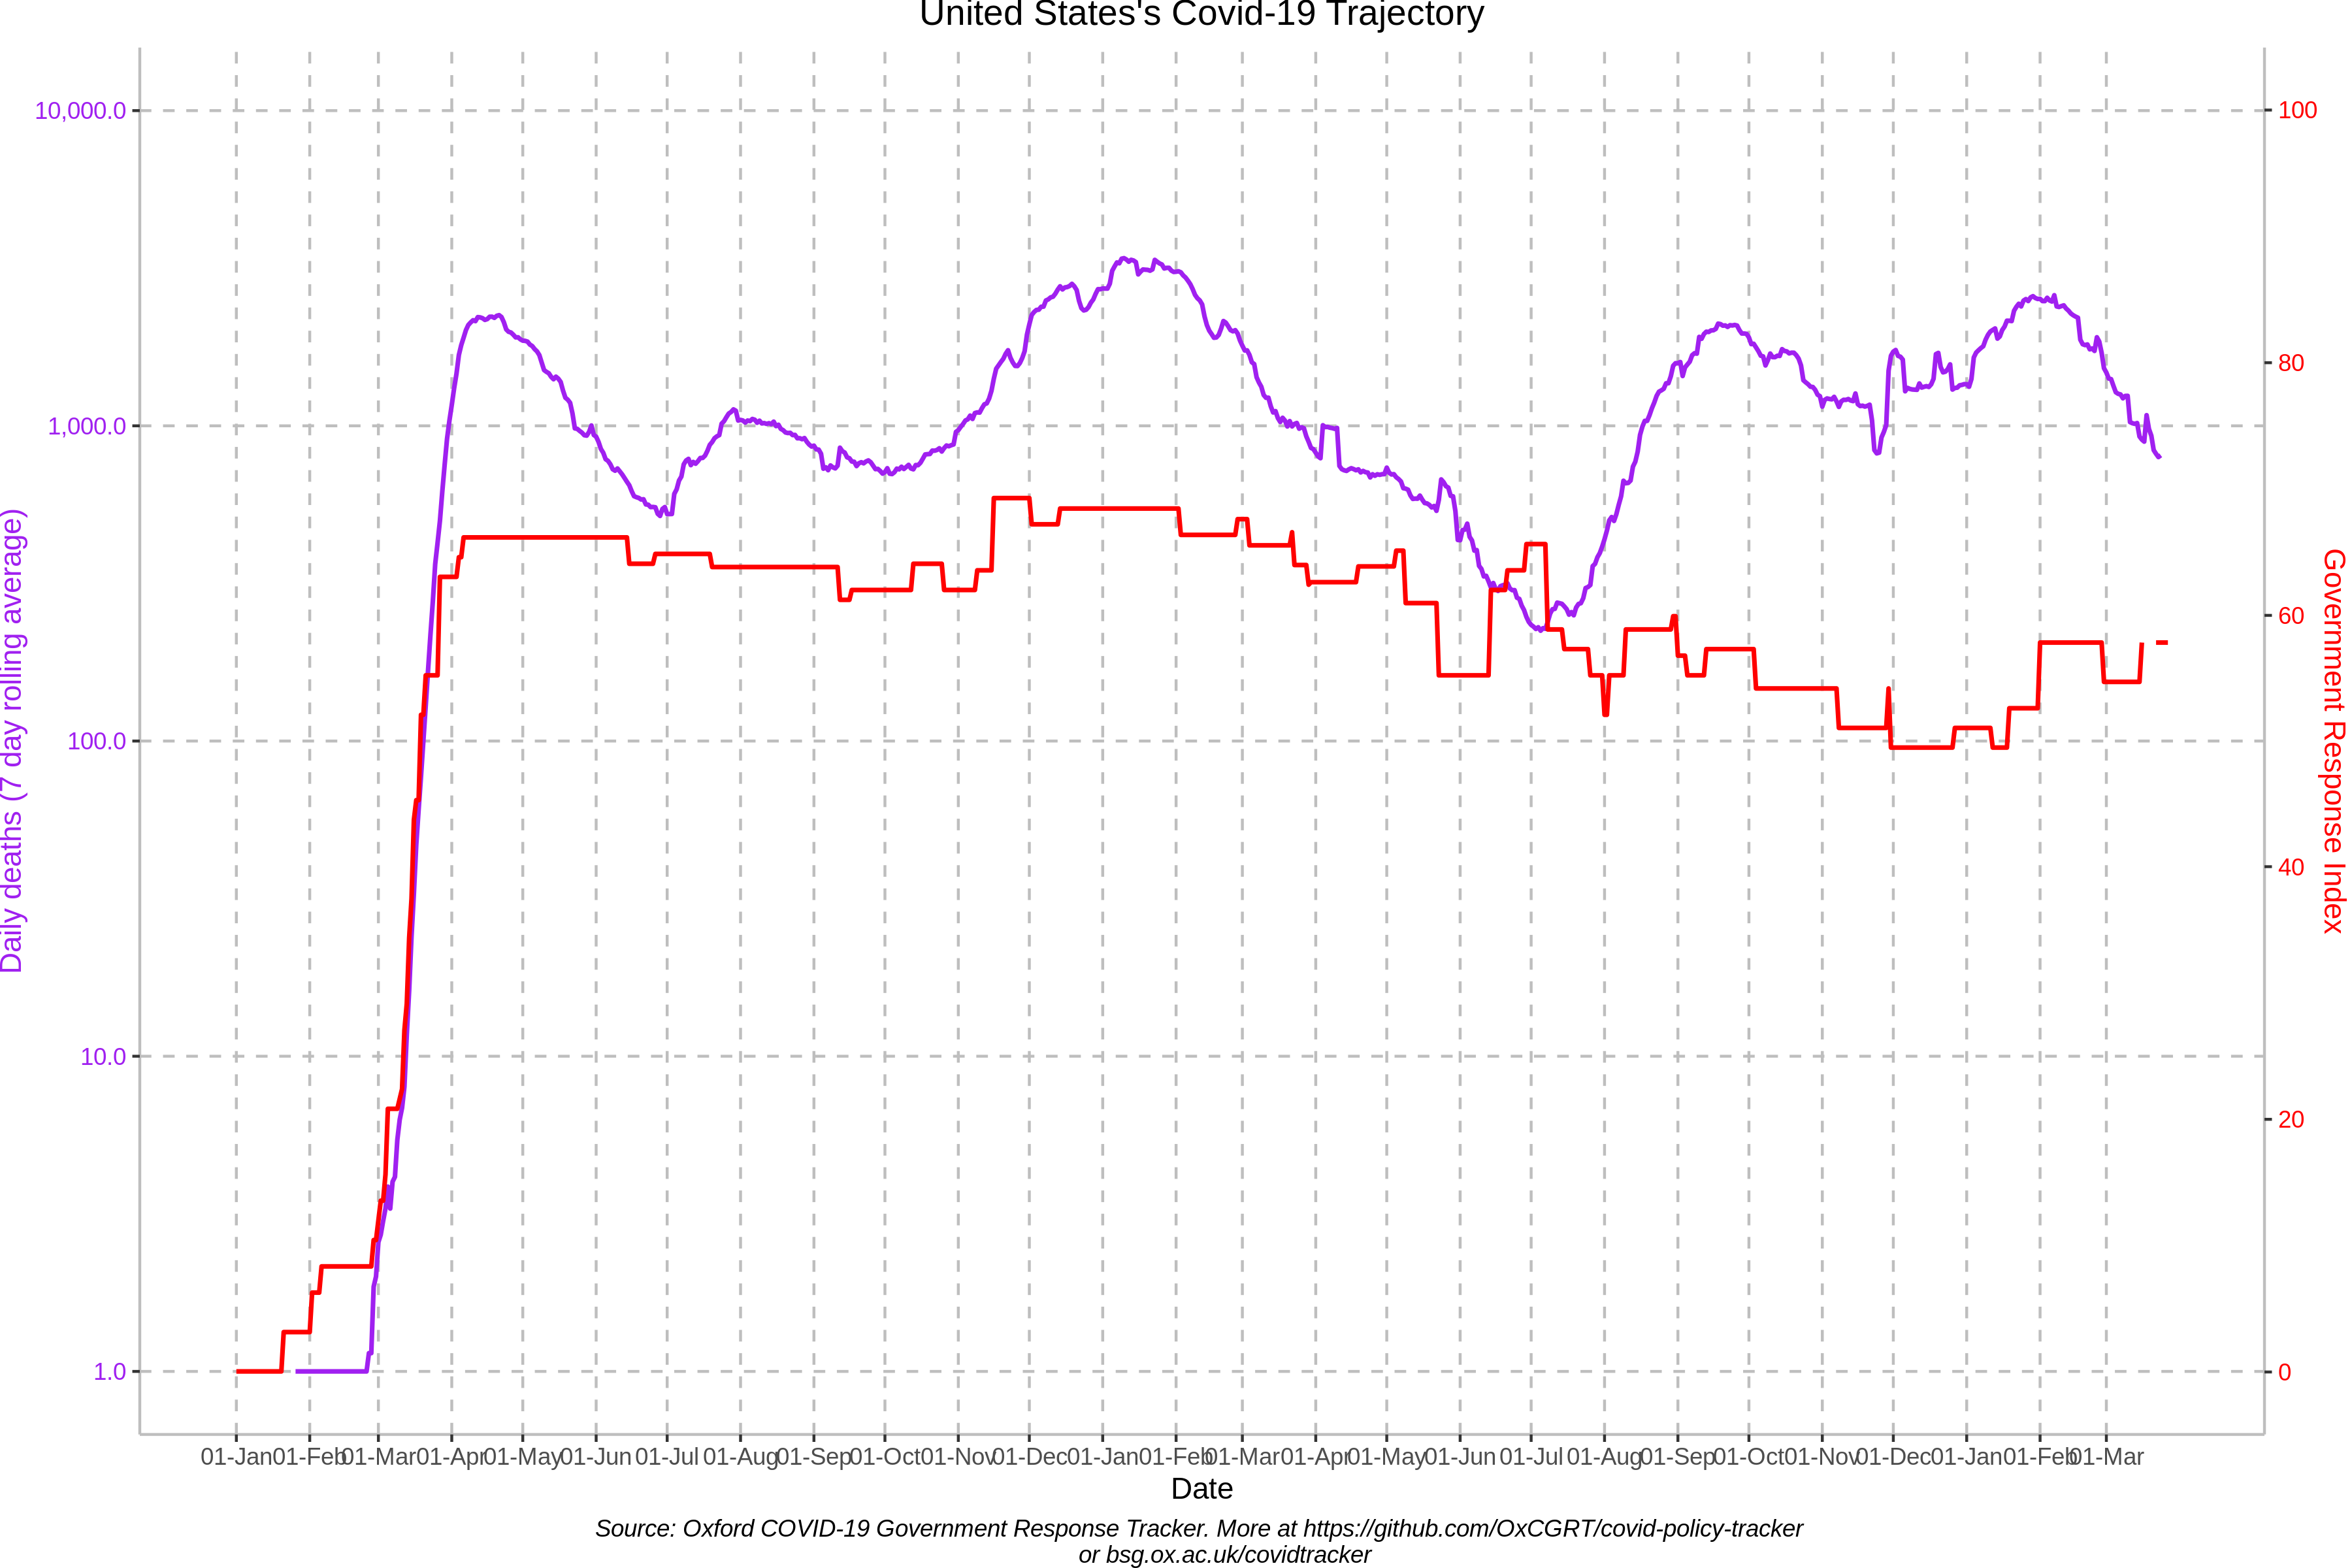 United States's Covid-19 Trajectory
10,000.0
1,000.0
100.0
10.0
1.0
Daily deaths (7 day rolling average)
100
80
60
40
20
0
Government Response Index
01-Jan 01-Feb 01-Mar 01-Apr 01-May 01-Jun 01-Jul 01-Aug 01-Sep 01-Oct 01-Nov 01-Dec 01-Jan 01-Feb 01-Mar 01-Apr 01-May 01-Jun 01-Jul 01-Aug 01-Sep 01-Oct 01-Nov 01-Dec 01-Jan 01-Feb 01-Mar
Date
Source: Oxford COVID-19 Government Response Tracker. More at https://github.com/OxCGRT/covid-policy-tracker
or bsg.ox.ac.uk/covidtracker